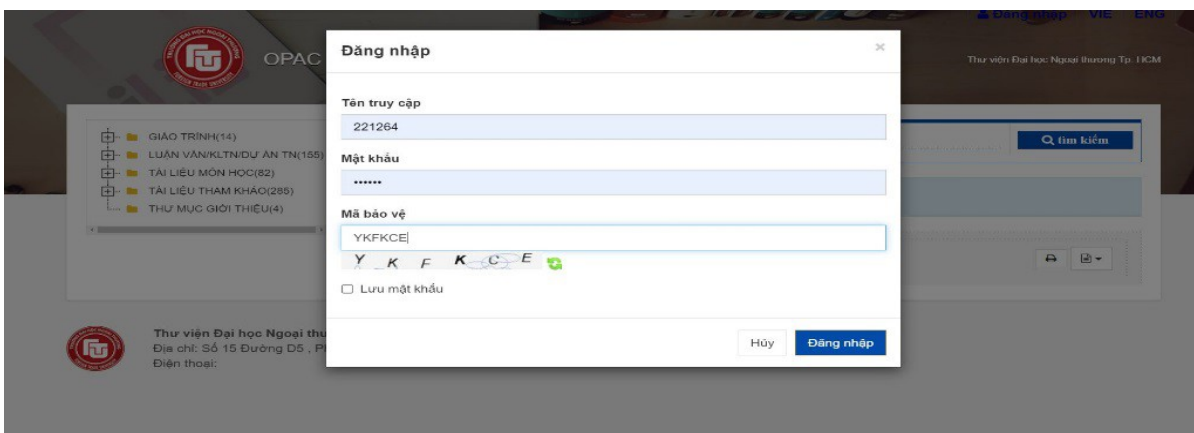 Đăng nhập VIE ENG
OPAC
Thư viện Đại học Ngoại thương Tp. HCM
Đăng nhập ×
Tên truy cập
221264
Mật khẩu
••••••
Mã bảo vệ
YKFKCE
Y K F K C E
Lưu mật khẩu
Hủy Đăng nhập
GIÁO TRÌNH(14)
LUẬN VĂN/KLTN/DỰ ÁN TN(155)
TÀI LIỆU MÔN HỌC(82)
TÀI LIỆU THAM KHẢO(285)
THƯ MỤC GIỚI THIỆU(4)
tìm kiếm
Thư viện Đại học Ngoại thư
Địa chỉ: Số 15 Đường D5 , P
Điện thoại: